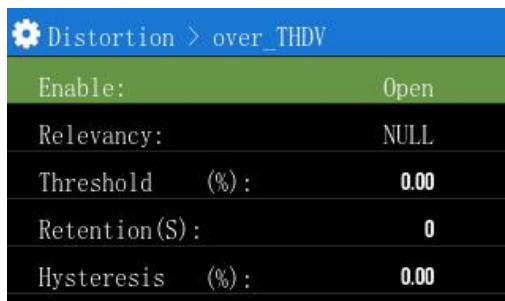 Distortion > over_THDV
Enable: Open
Relevancy: NULL
Threshold (%): 0.00
Retention(S): 0
Hysteresis (%): 0.00